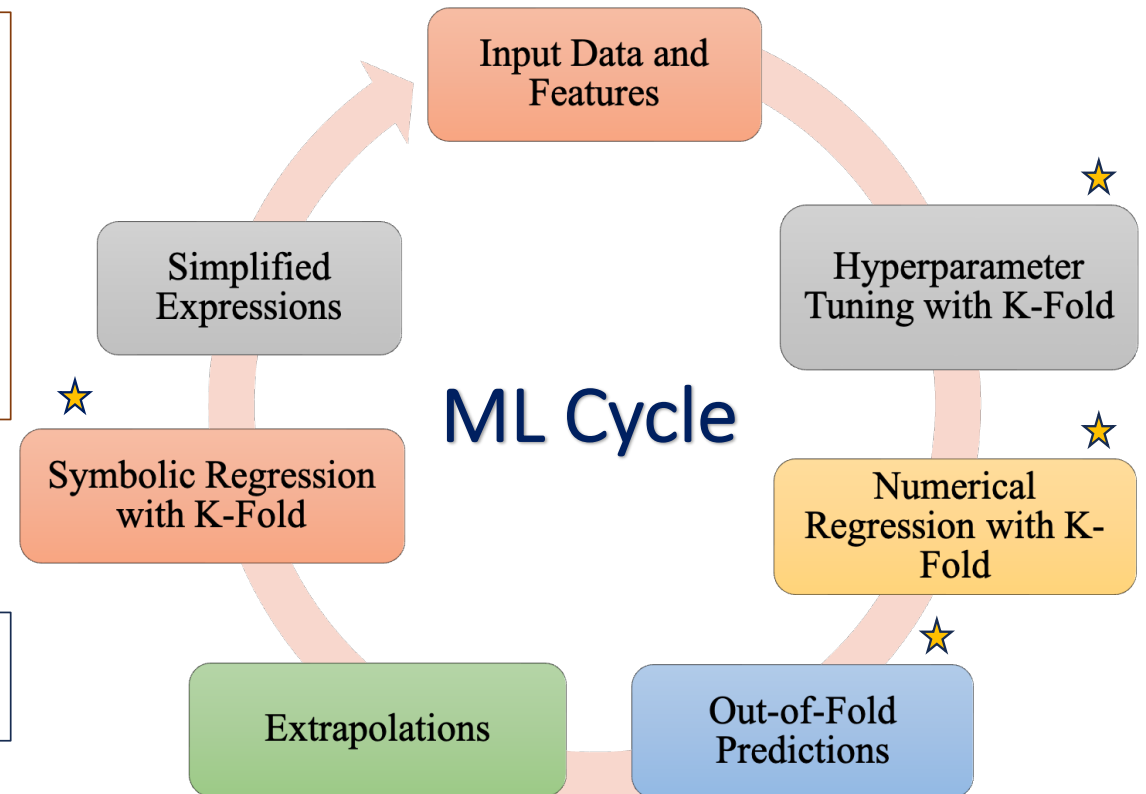 Input Data and
Features
Hyperparameter
Tuning with K-Fold
Numerical
Regression with K-
Fold
Out-of-Fold
Predictions
Extrapolations
Symbolic Regression
with K-Fold
Simplified
Expressions
ML Cycle